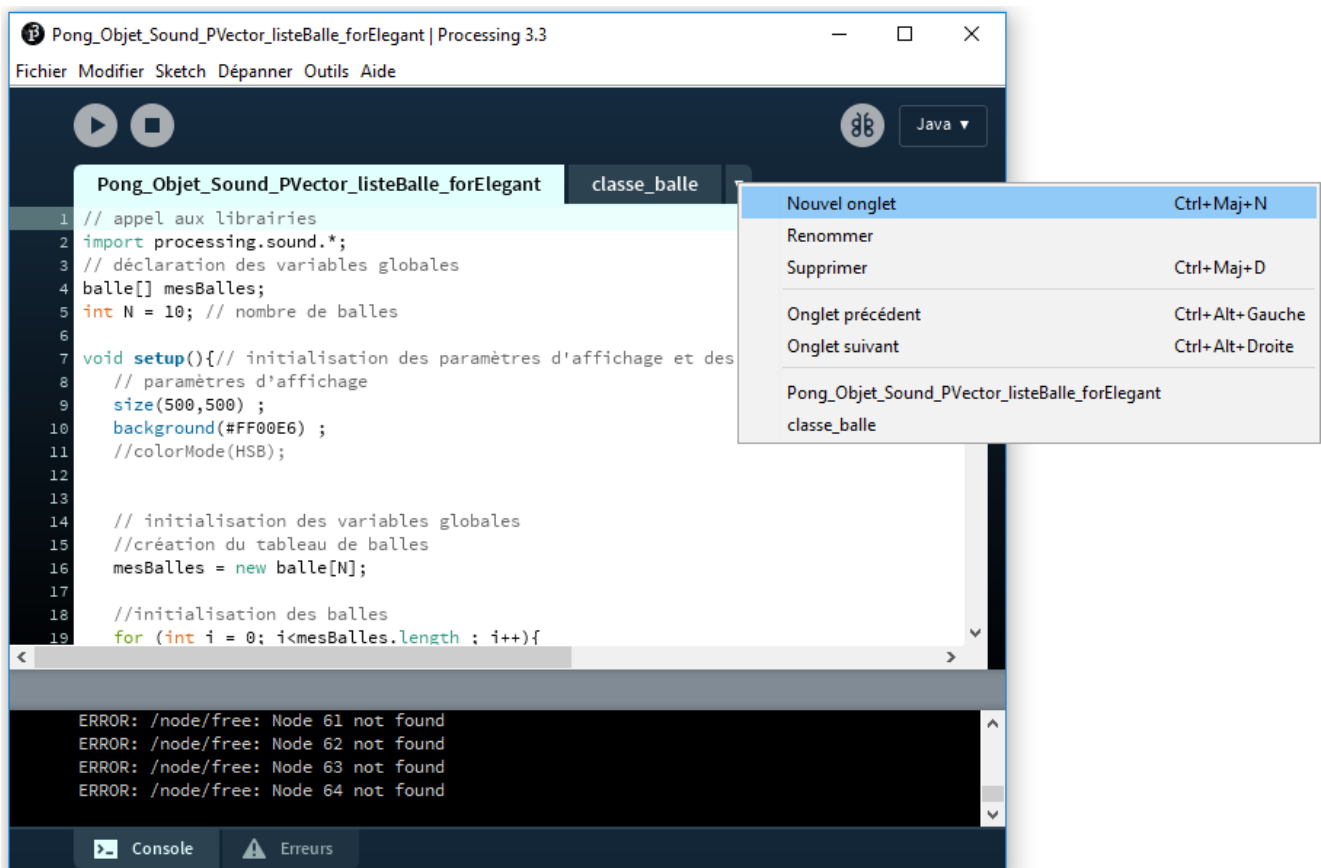 Pong_Objet_Sound_PVector_listeBalle_forElegant | Processing 3.3
Fichier Modifier Sketch Dépanner Outils Aide
Java ▼
Pong_Objet_Sound_PVector_listeBalle_forElegant classe_balle
Nouvel onglet Ctrl+Maj+N
Renommer
Supprimer Ctrl+Maj+D
Onglet précédent Ctrl+Alt+Gauche
Onglet suivant Ctrl+Alt+Droite
Pong_Objet_Sound_PVector_listeBalle_forElegant
classe_balle
1 // appel aux librairies
2 import processing.sound.*;
3 // déclaration des variables globales
4 balle[] mesBalles;
5 int N = 10; // nombre de balles
6
7 void setup(){// initialisation des paramètres d'affichage et des
8 // paramètres d’affichage
9 size(500,500) ;
10 background(#FF00E6) ;
11 //colorMode(HSB);
12
13
14 // initialisation des variables globales
15 //création du tableau de balles
16 mesBalles = new balle[N];
17
18 //initialisation des balles
19 for (int i = 0; i<mesBalles.length ; i++){
ERROR: /node/free: Node 61 not found
ERROR: /node/free: Node 62 not found
ERROR: /node/free: Node 63 not found
ERROR: /node/free: Node 64 not found
Console Erreurs